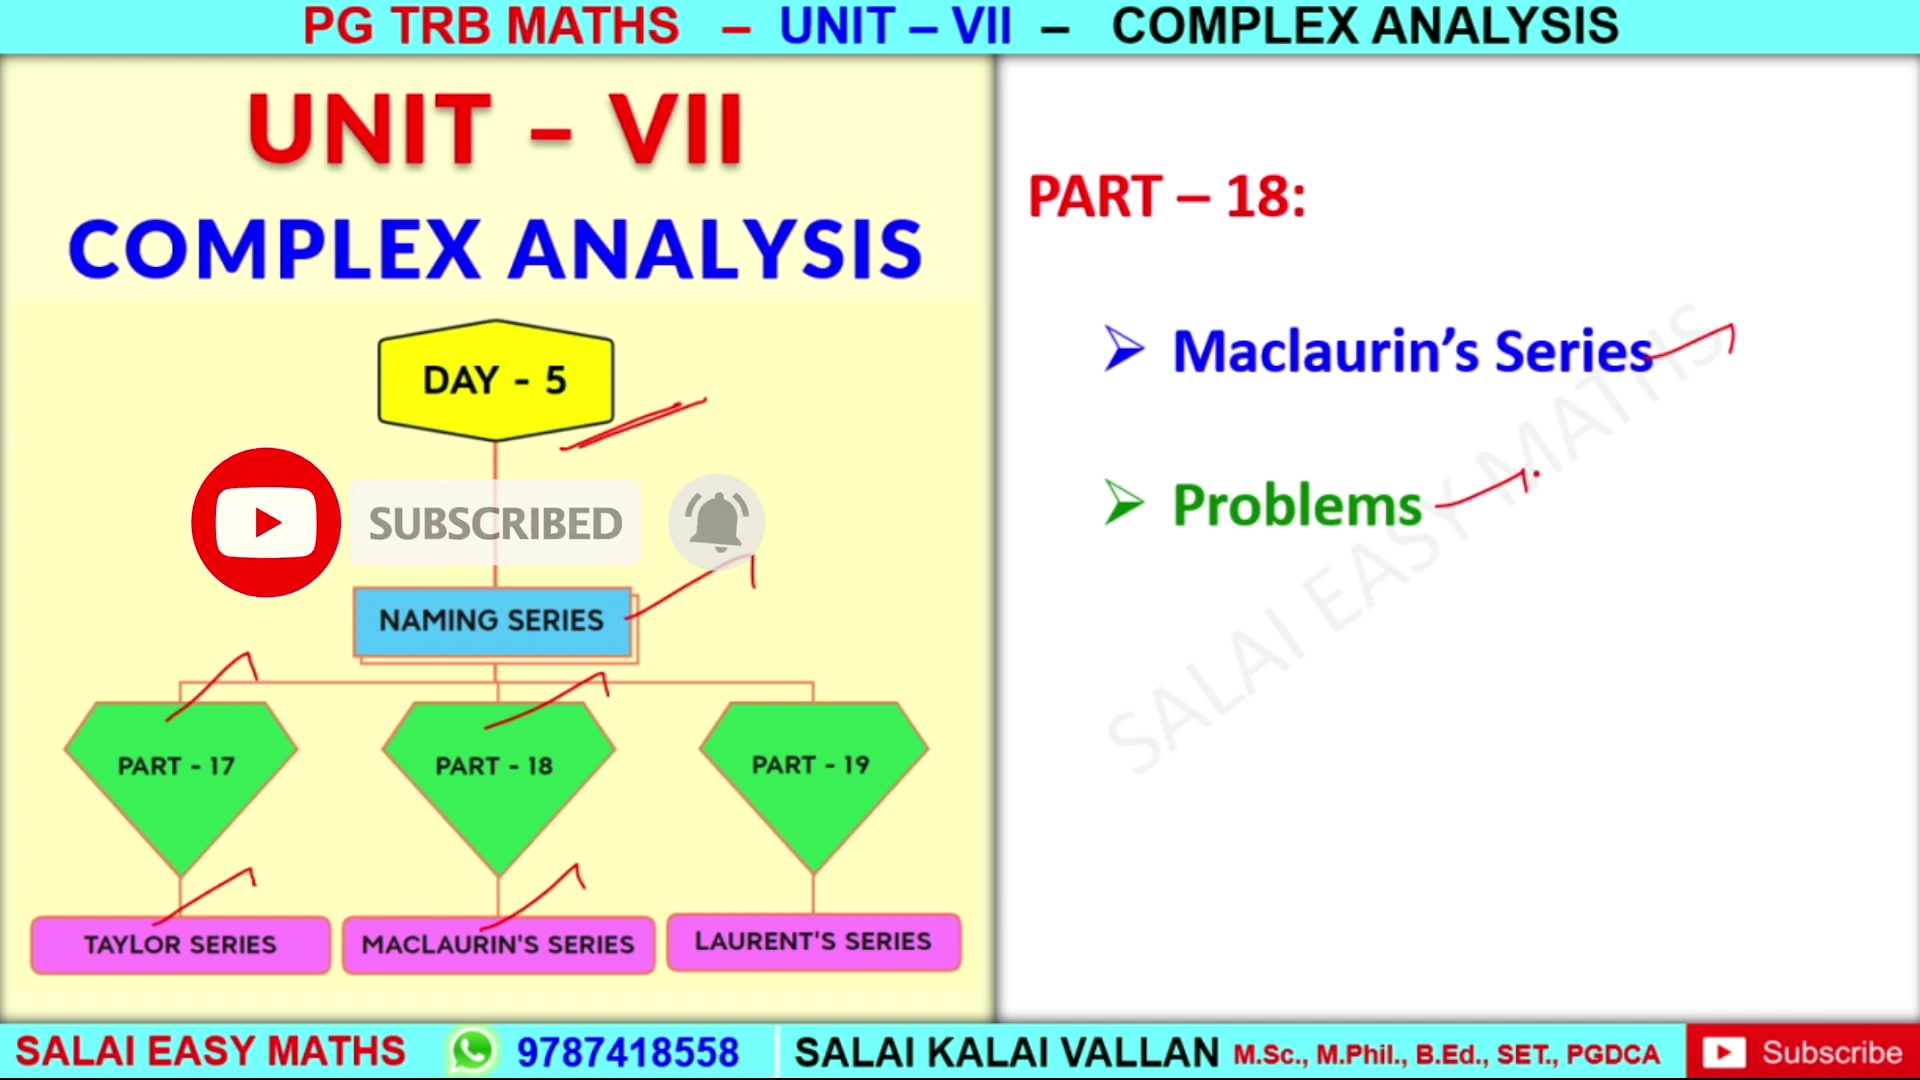 PG TRB MATHS – UNIT – VII – COMPLEX ANALYSIS
UNIT – VII
COMPLEX ANALYSIS
DAY - 5
SUBSCRIBED
NAMING SERIES
PART - 17
PART - 18
PART - 19
TAYLOR SERIES
MACLAURIN'S SERIES
LAURENT'S SERIES
PART – 18:
➢ Maclaurin’s Series
➢ Problems
SALAI EASY MATHS
SALAI EASY MATHS 9787418558 SALAI KALAI VALLAN M.Sc., M.Phil., B.Ed., SET., PGDCA Subscribe